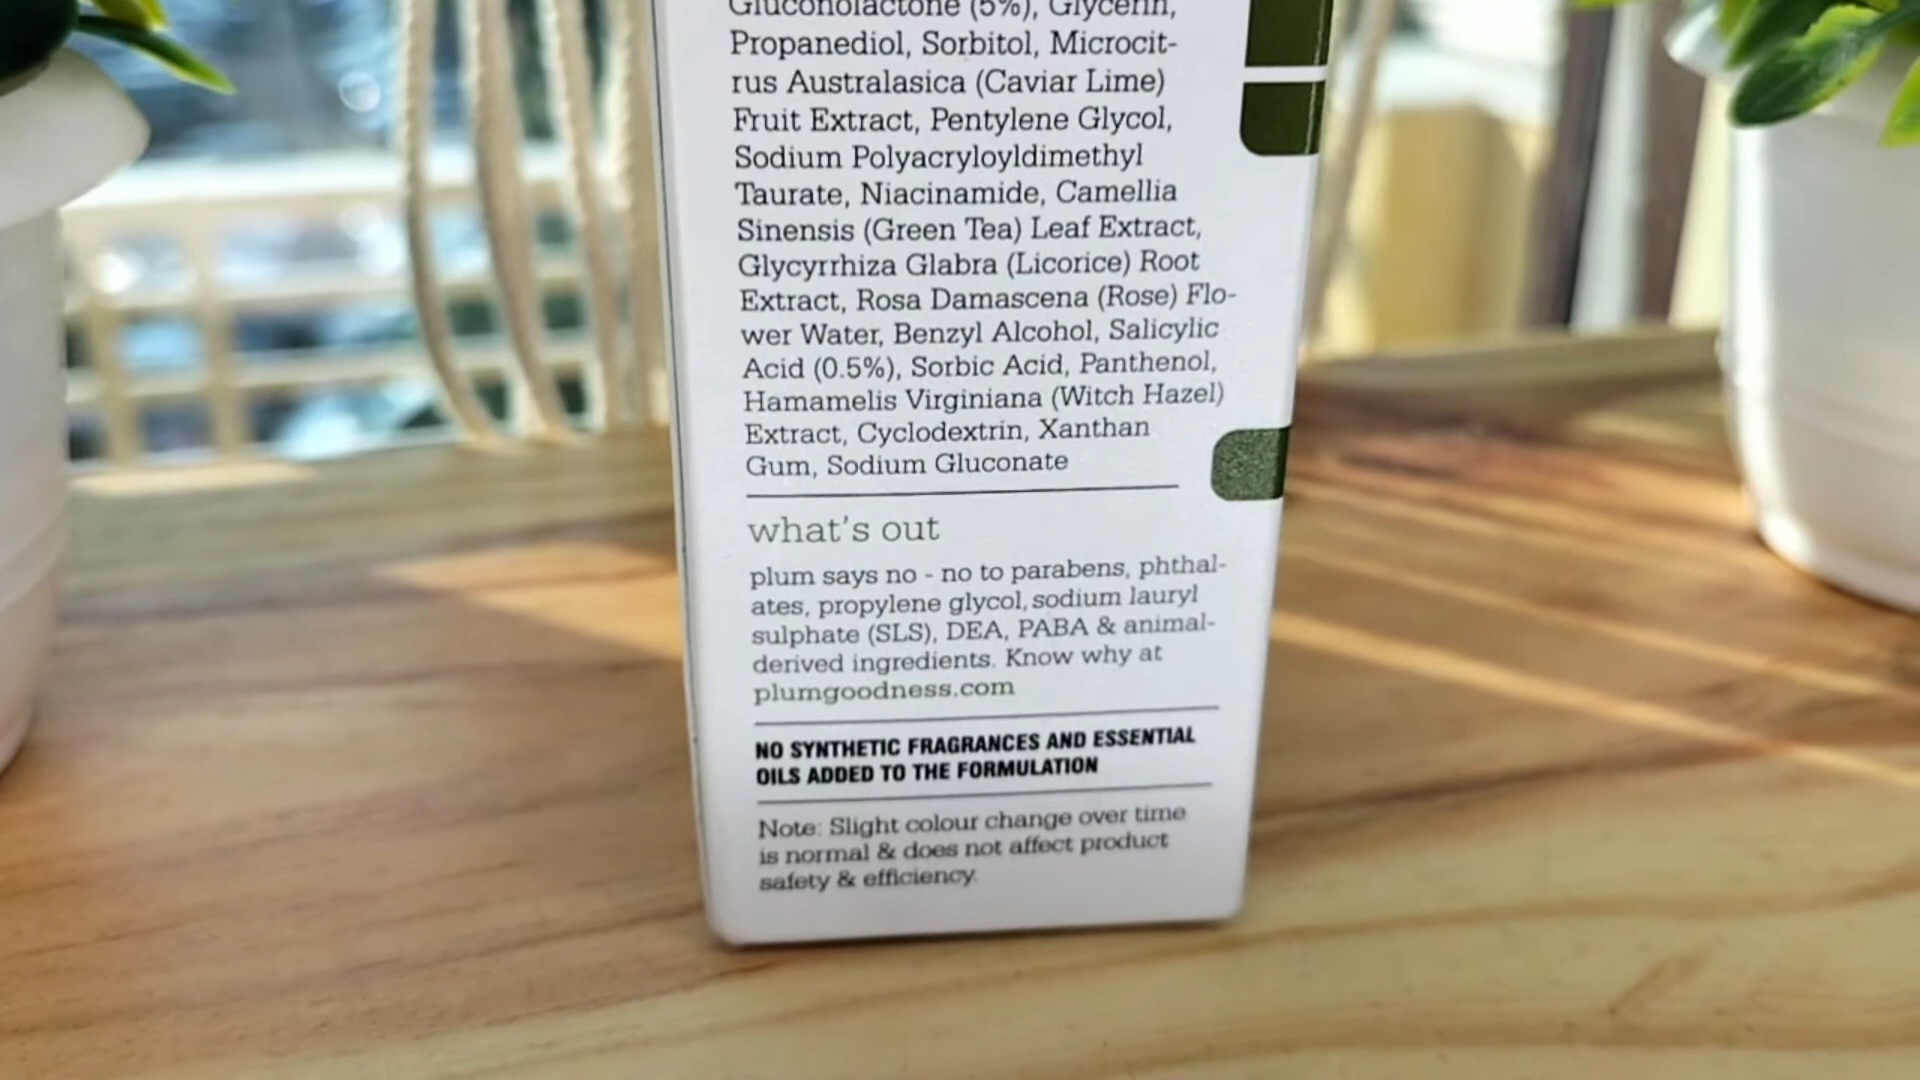 Gluconolactone (5%), Glycerin,
Propanediol, Sorbitol, Microcit-
rus Australasica (Caviar Lime)
Fruit Extract, Pentylene Glycol,
Sodium Polyacryloyldimethyl
Taurate, Niacinamide, Camellia
Sinensis (Green Tea) Leaf Extract,
Glycyrrhiza Glabra (Licorice) Root
Extract, Rosa Damascena (Rose) Flo-
wer Water, Benzyl Alcohol, Salicylic
Acid (0.5%), Sorbic Acid, Panthenol,
Hamamelis Virginiana (Witch Hazel)
Extract, Cyclodextrin, Xanthan
Gum, Sodium Gluconate
what's out
plum says no - no to parabens, phthal-
ates, propylene glycol, sodium lauryl
sulphate (SLS), DEA, PABA & animal-
derived ingredients. Know why at
plumgoodness.com
NO SYNTHETIC FRAGRANCES AND ESSENTIAL
OILS ADDED TO THE FORMULATION
Note: Slight colour change over time
is normal & does not affect product
safety & efficiency.